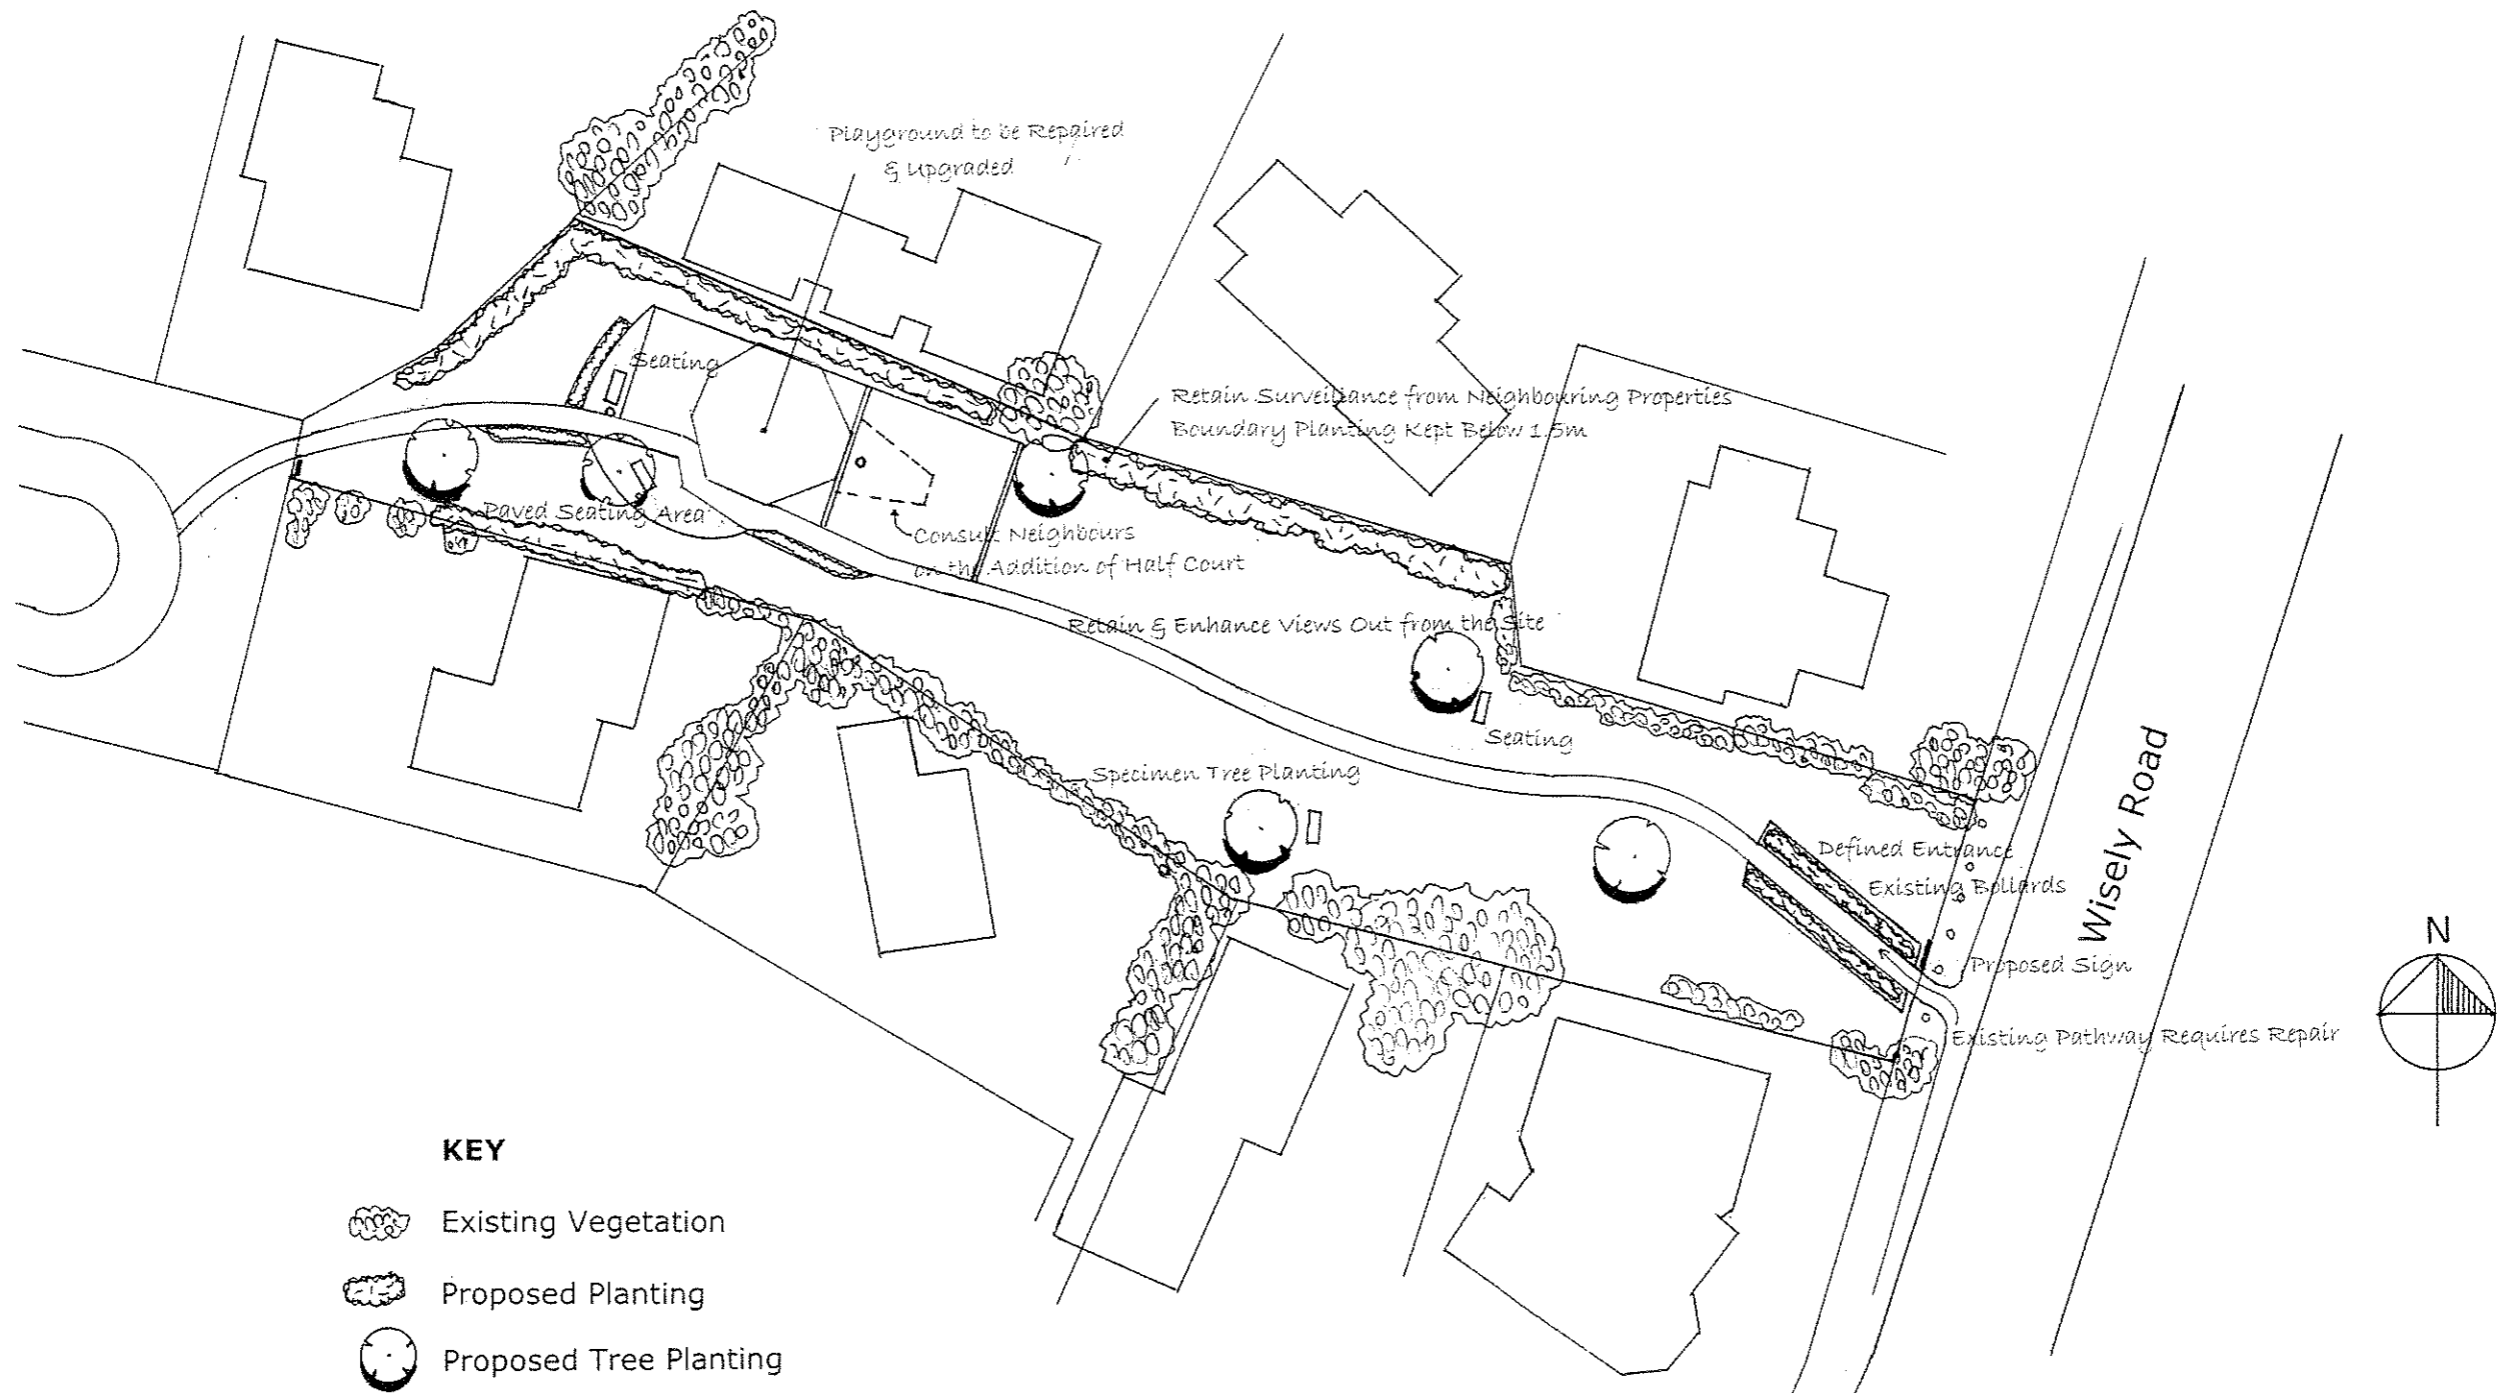 Playground to be Repaired
& Upgraded
Seating
Retain Surveillance from Neighbouring Properties
Boundary Planting Kept Below 1.5m
Paved Seating Area
Consult Neighbours
on the Addition of Half Court
Retain & Enhance Views Out from the Site
Seating
Specimen Tree Planting
Defined Entrance
Existing Bollards
Wisely Road
N
Proposed Sign
Existing Pathway Requires Repair
KEY
Existing Vegetation
Proposed Planting
Proposed Tree Planting